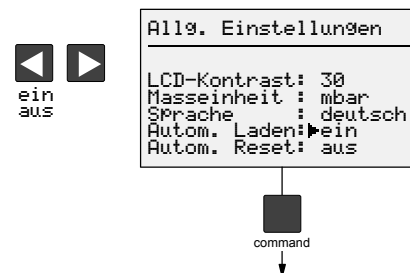 Allg. Einstellungen
LCD-Kontrast: 30
Masseinheit : mbar
Sprache : deutsch
Autom. Laden:▶ein
Autom. Reset: aus
ein
aus
command